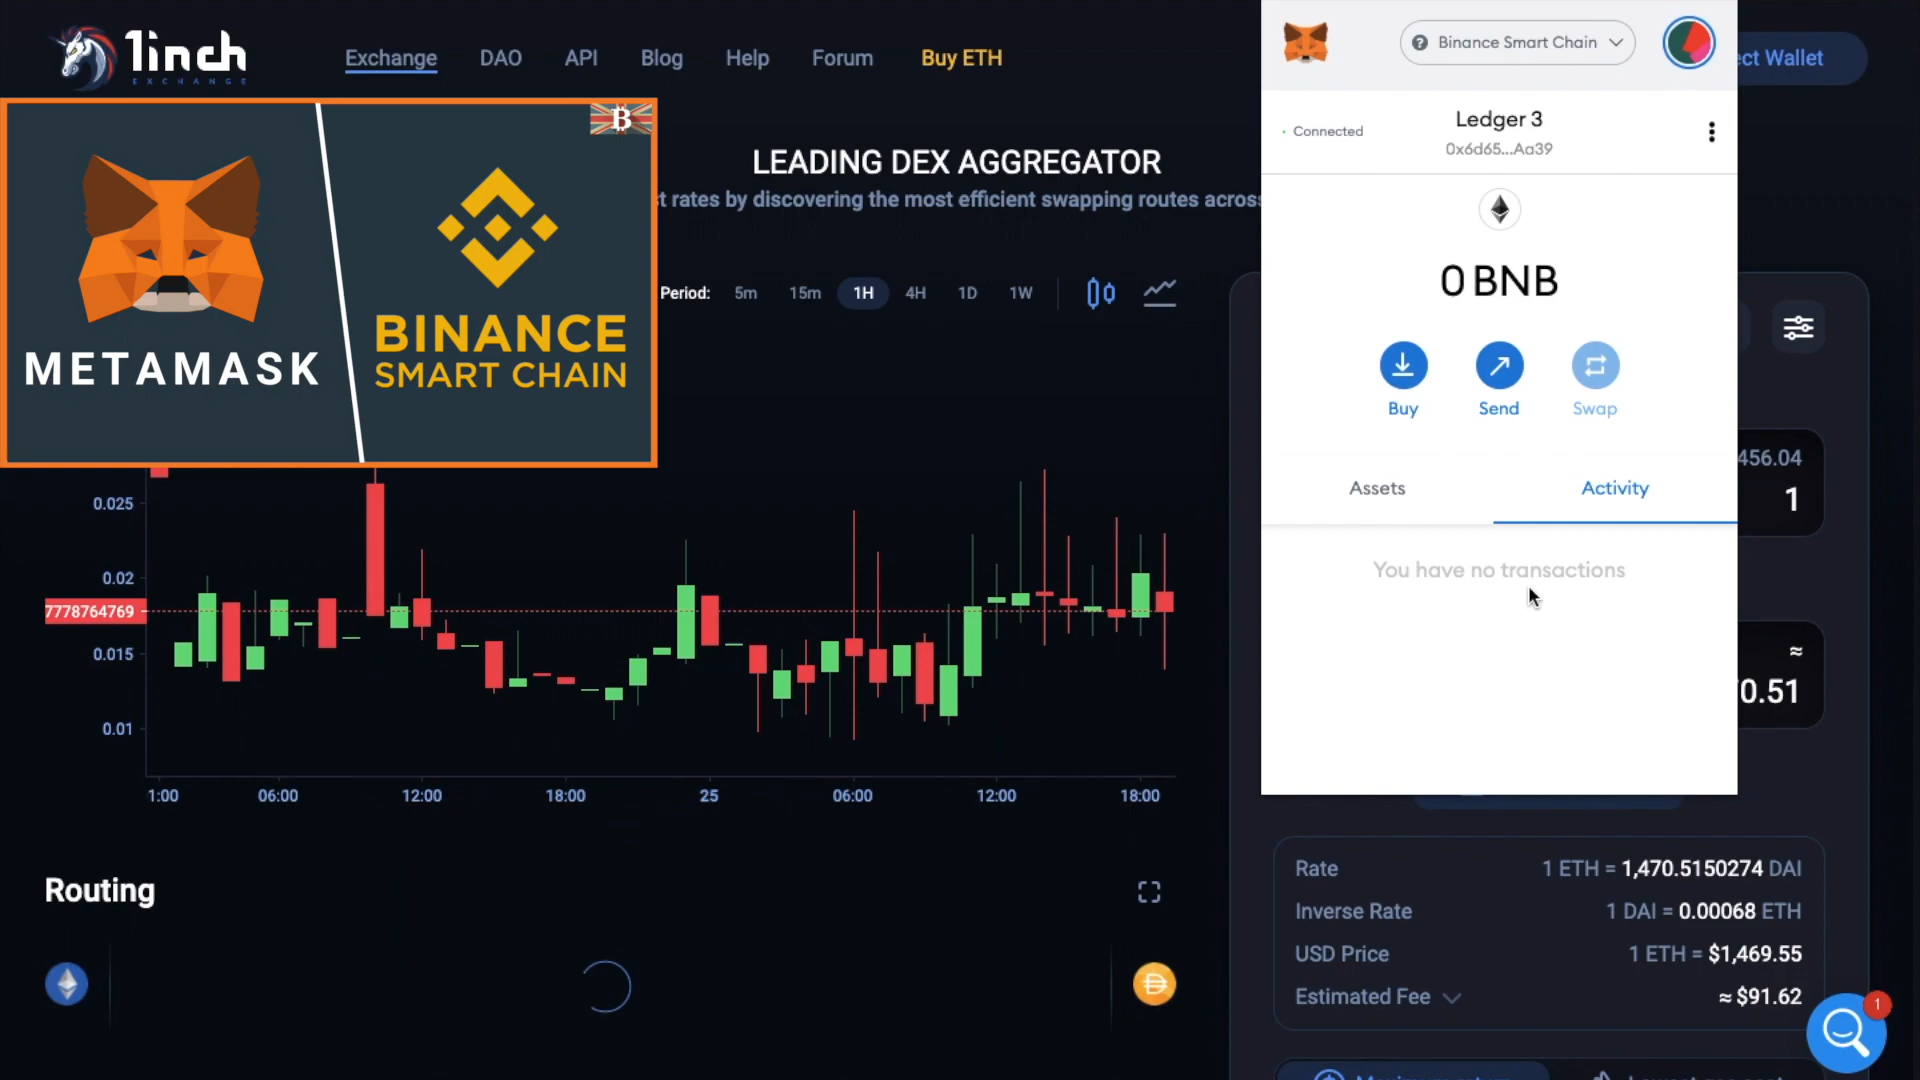 1inch
EXCHANGE
Exchange
DAO
API
Blog
Help
Forum
Buy ETH
Binance Smart Chain
Wallet
METAMASK
B
BINANCE
SMART CHAIN
LEADING DEX AGGREGATOR
rates by discovering the most efficient swapping routes across
Connected
Ledger 3
0x6d65...Aa39
0 BNB
Buy
Send
Swap
Assets
Activity
You have no transactions
Period:
5m
15m
1H
4H
1D
1W
456.04
1
≈
0.51
0.025
0.02
7778764769
0.015
0.01
1:00
06:00
12:00
18:00
25
06:00
12:00
18:00
Routing
Rate
1 ETH = 1,470.5150274 DAI
Inverse Rate
1 DAI = 0.00068 ETH
USD Price
1 ETH = $1,469.55
Estimated Fee
≈ $91.62
1